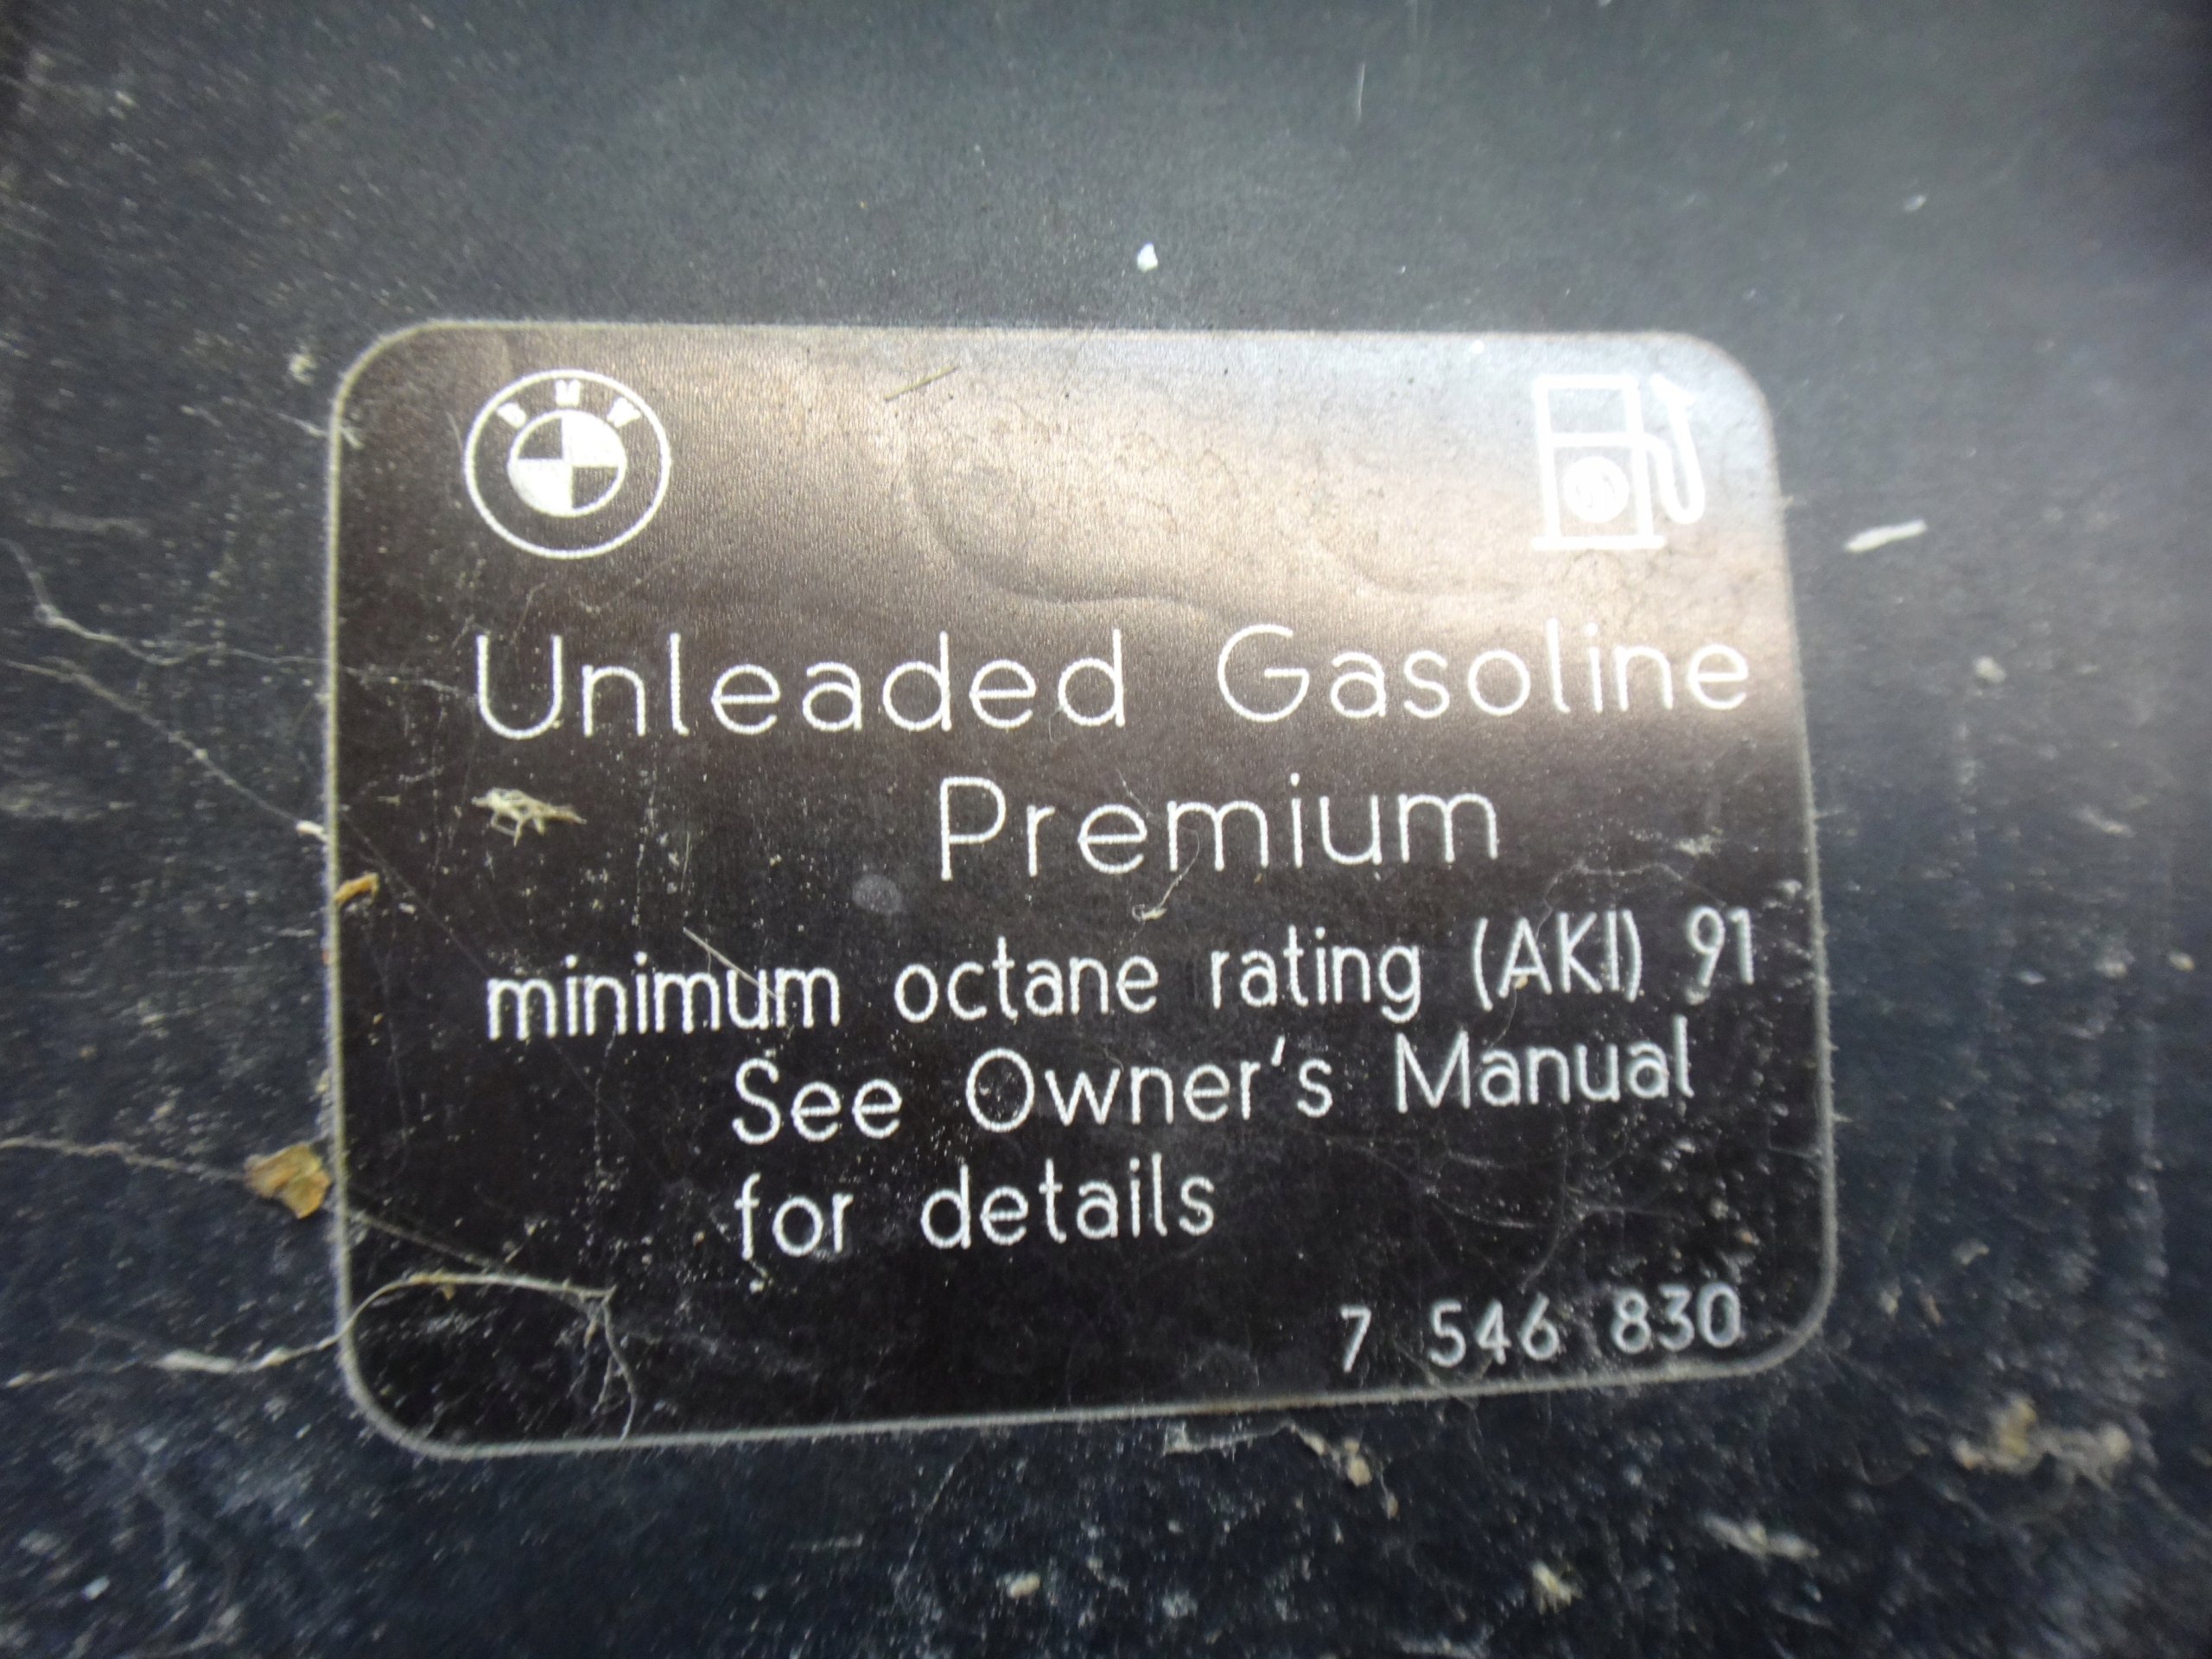 BMW
Unleaded Gasoline
Premium
minimum octane rating (AKI) 91
See Owner's Manual
for details
7 546 830